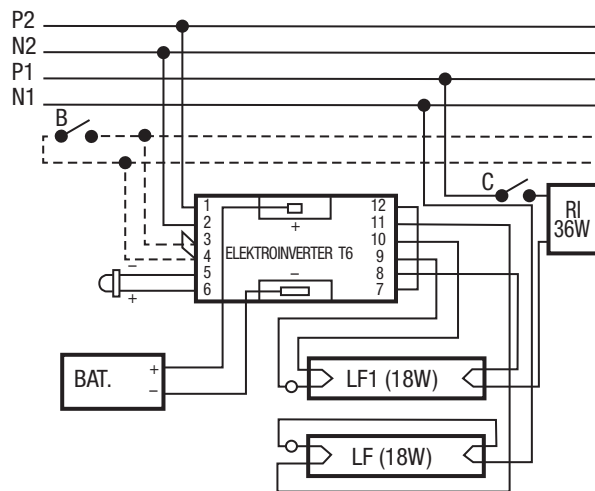 P2
N2
P1
N1
B
C
RI
36W
1
2
3
4
5
6
+
ELEKTROINVERTER T6
−
12
11
10
9
8
7
−
+
BAT.
+
−
LF1 (18W)
LF (18W)